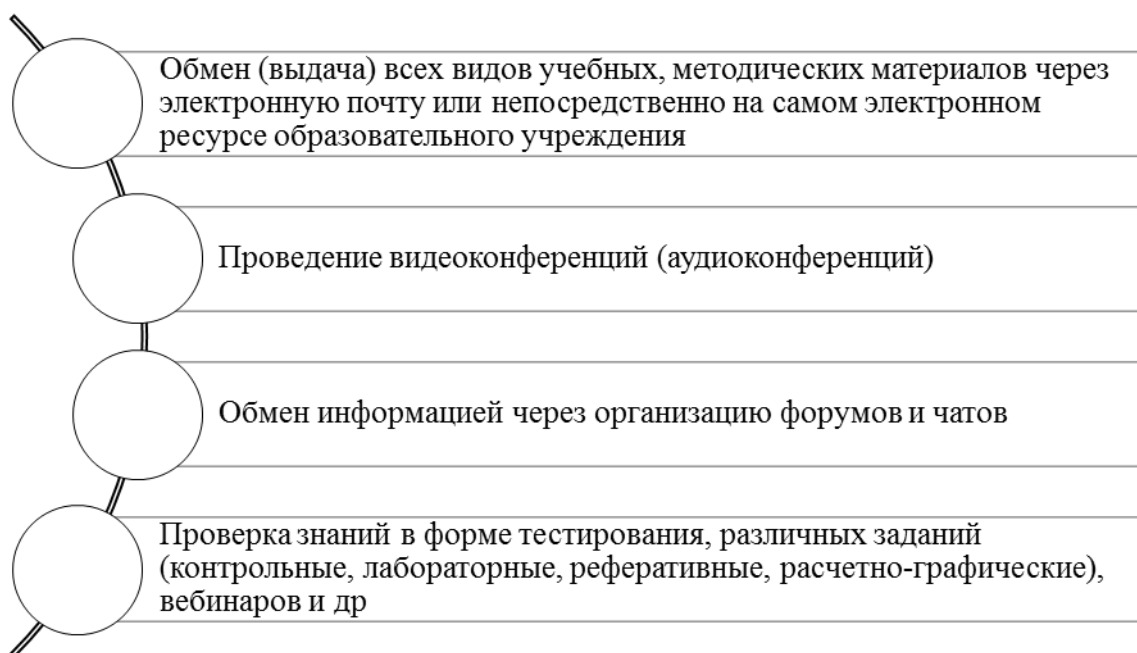 Обмен (выдача) всех видов учебных, методических материалов через
электронную почту или непосредственно на самом электронном
ресурсе образовательного учреждения
Проведение видеоконференций (аудиоконференций)
Обмен информацией через организацию форумов и чатов
Проверка знаний в форме тестирования, различных заданий
(контрольные, лабораторные, реферативные, расчетно-графические),
вебинаров и др